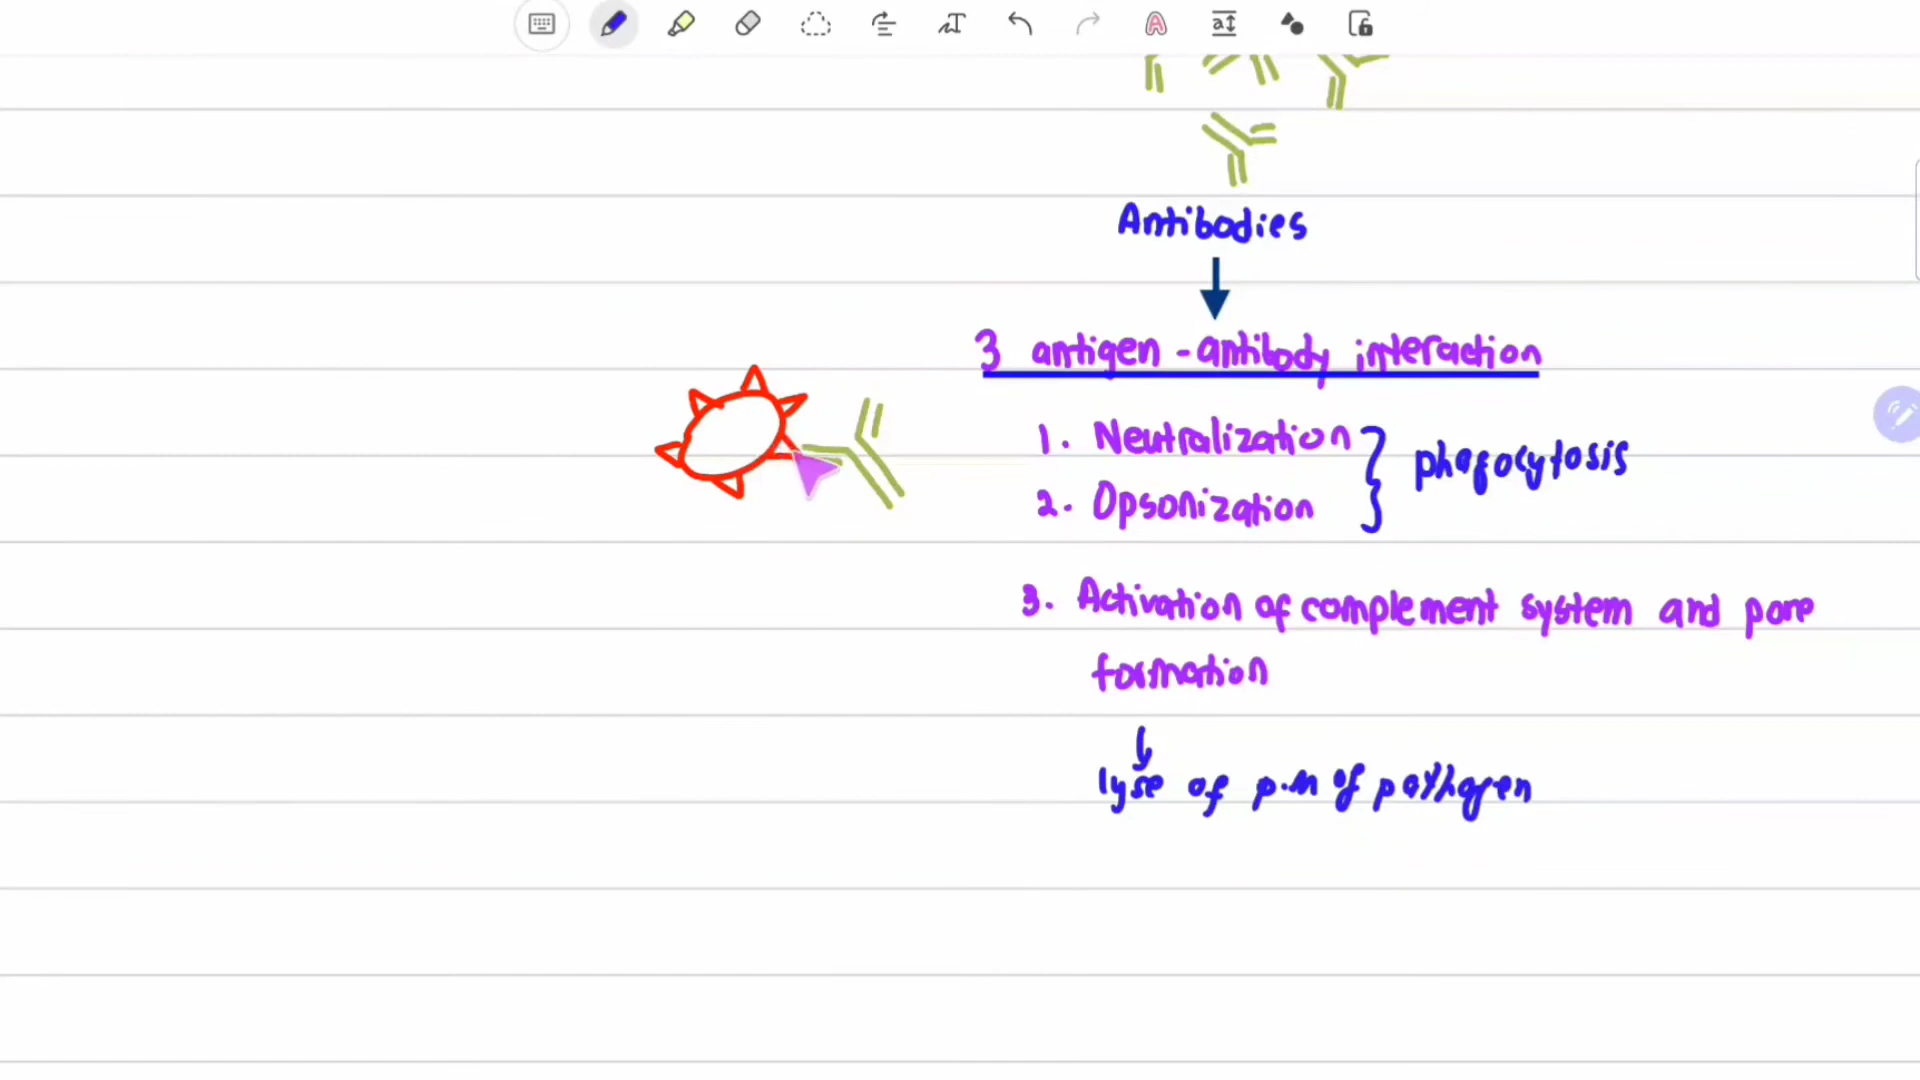 Antibodies
3 antigen - antibody interaction
1. Neutralization
2. Opsonization
phagocytosis
3. Activation of complement system and pore
formation
lyse of p.m of pathogen